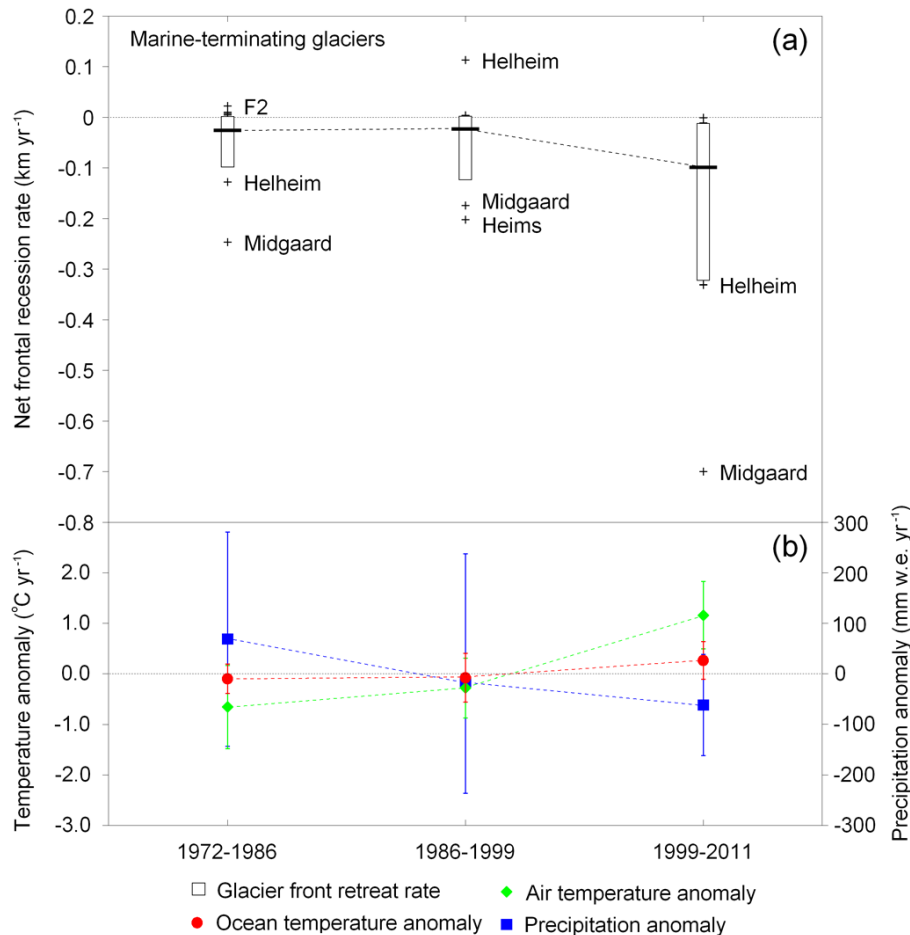 Marine-terminating glaciers
(a)
Net frontal recession rate (km yr⁻¹)
0.2
0.1
0
-0.1
-0.2
-0.3
-0.4
-0.5
-0.6
-0.7
-0.8
F2
Helheim
Midgaard
Helheim
Midgaard
Heims
Helheim
Midgaard
(b)
Temperature anomaly (°C yr⁻¹)
2.0
1.0
0.0
-1.0
-2.0
-3.0
300
200
100
0
-100
-200
-300
Precipitation anomaly (mm w.e. yr⁻¹)
1972-1986
1986-1999
1999-2011
Glacier front retreat rate
Air temperature anomaly
Ocean temperature anomaly
Precipitation anomaly